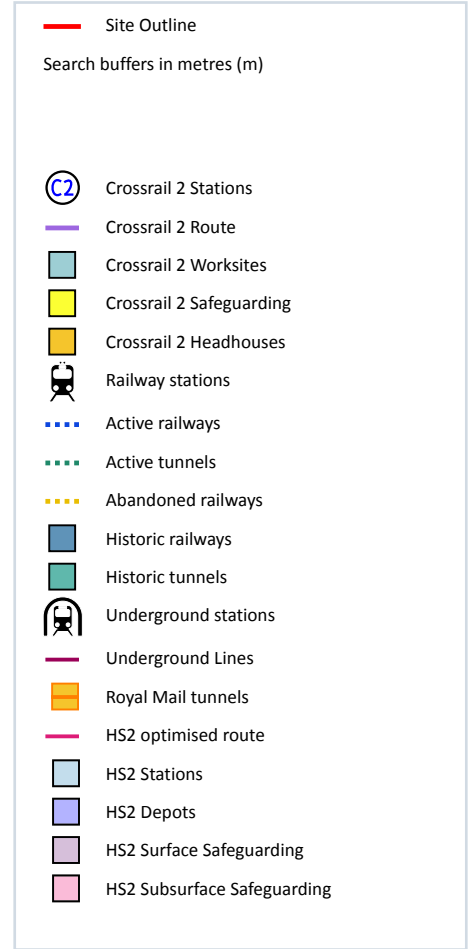 Site Outline
Search buffers in metres (m)
C2 Crossrail 2 Stations
Crossrail 2 Route
Crossrail 2 Worksites
Crossrail 2 Safeguarding
Crossrail 2 Headhouses
Railway stations
Active railways
Active tunnels
Abandoned railways
Historic railways
Historic tunnels
Underground stations
Underground Lines
Royal Mail tunnels
HS2 optimised route
HS2 Stations
HS2 Depots
HS2 Surface Safeguarding
HS2 Subsurface Safeguarding